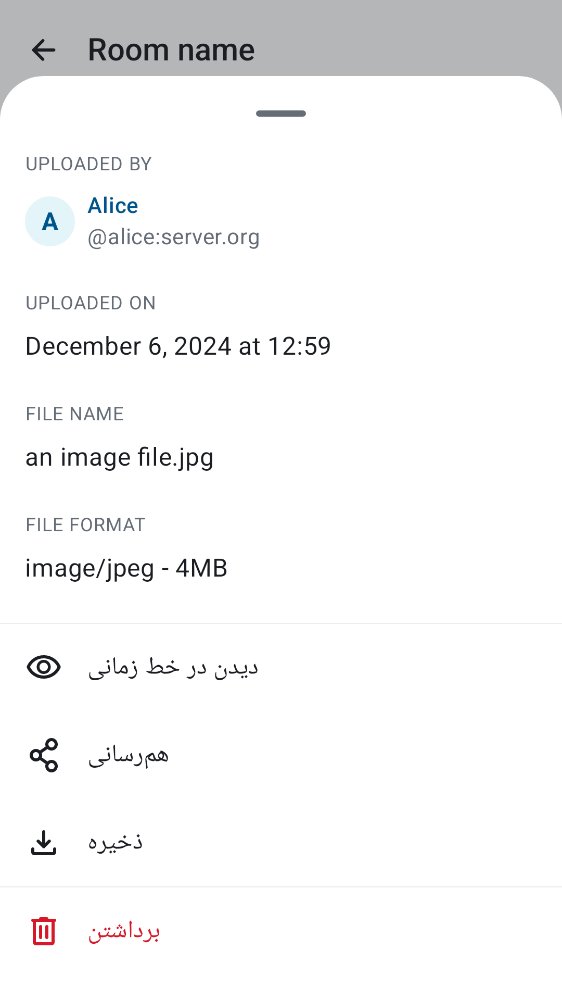 Room name
UPLOADED BY
A
Alice
@alice:server.org
UPLOADED ON
December 6, 2024 at 12:59
FILE NAME
an image file.jpg
FILE FORMAT
image/jpeg - 4MB
دیدن در خط زمانی
هم‌رسانی
ذخیره
برداشتن